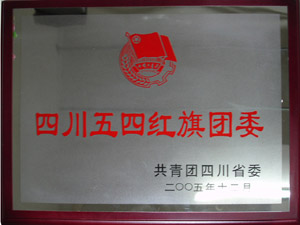 四川五四红旗团委
共青团四川省委
二〇〇五年十二月